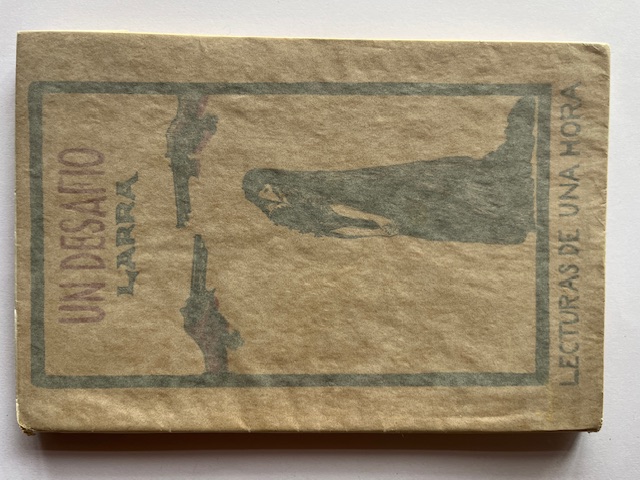 UN DESAFIO
LARRA
LECTURAS DE UNA HORA